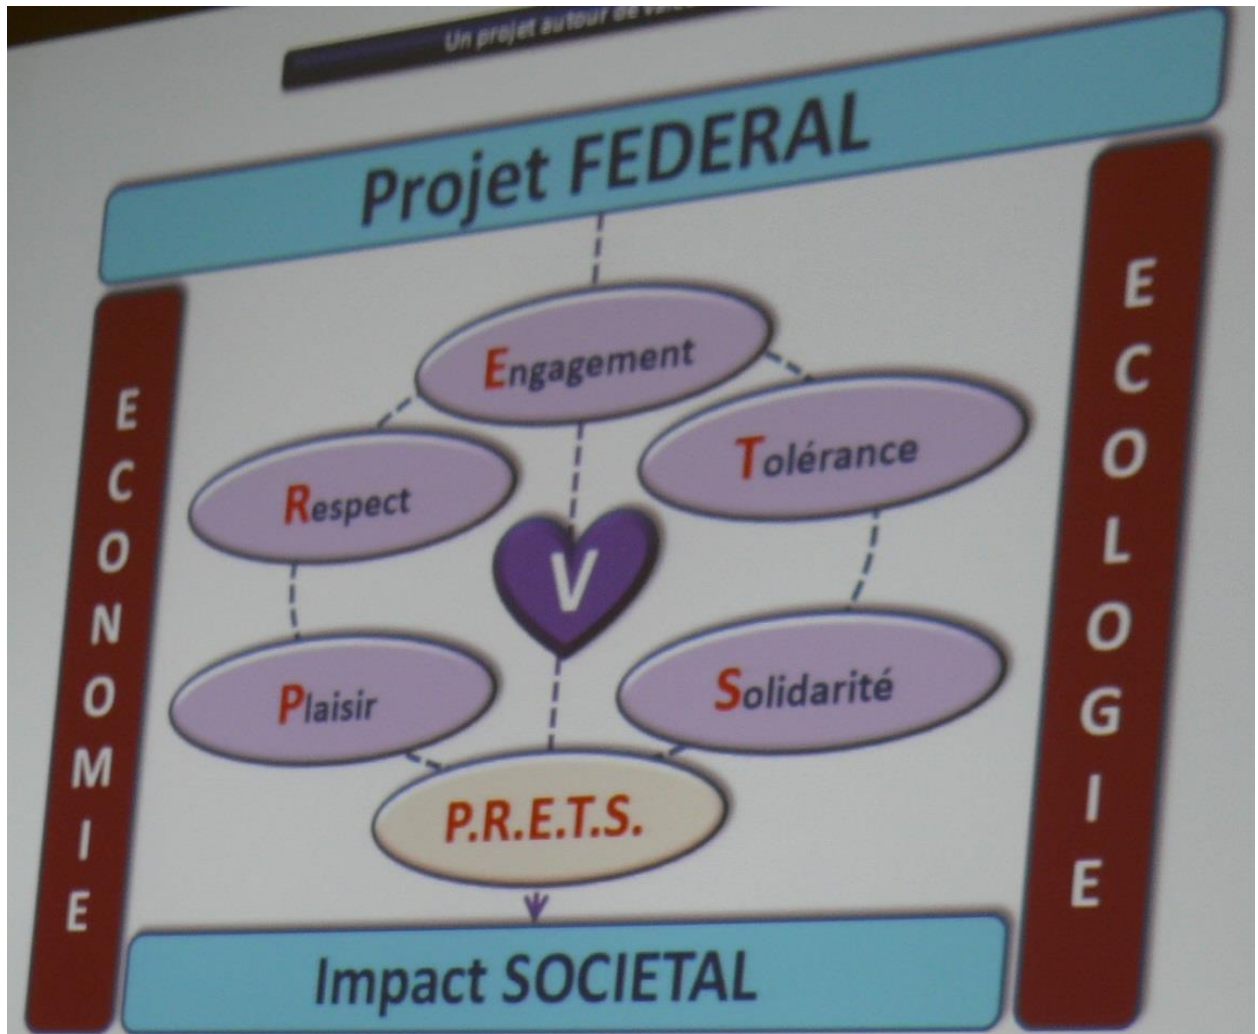 Un projet autour de
Projet FEDERAL
ECONOMIE
ECOLOGIE
Engagement
Respect
Tolérance
V
Plaisir
Solidarité
P.R.E.T.S.
Impact SOCIETAL